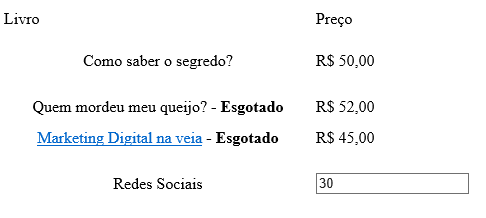 Livro Preço
Como saber o segredo? R$ 50,00
Quem mordeu meu queijo? - Esgotado R$ 52,00
Marketing Digital na veia - Esgotado R$ 45,00
Redes Sociais 30